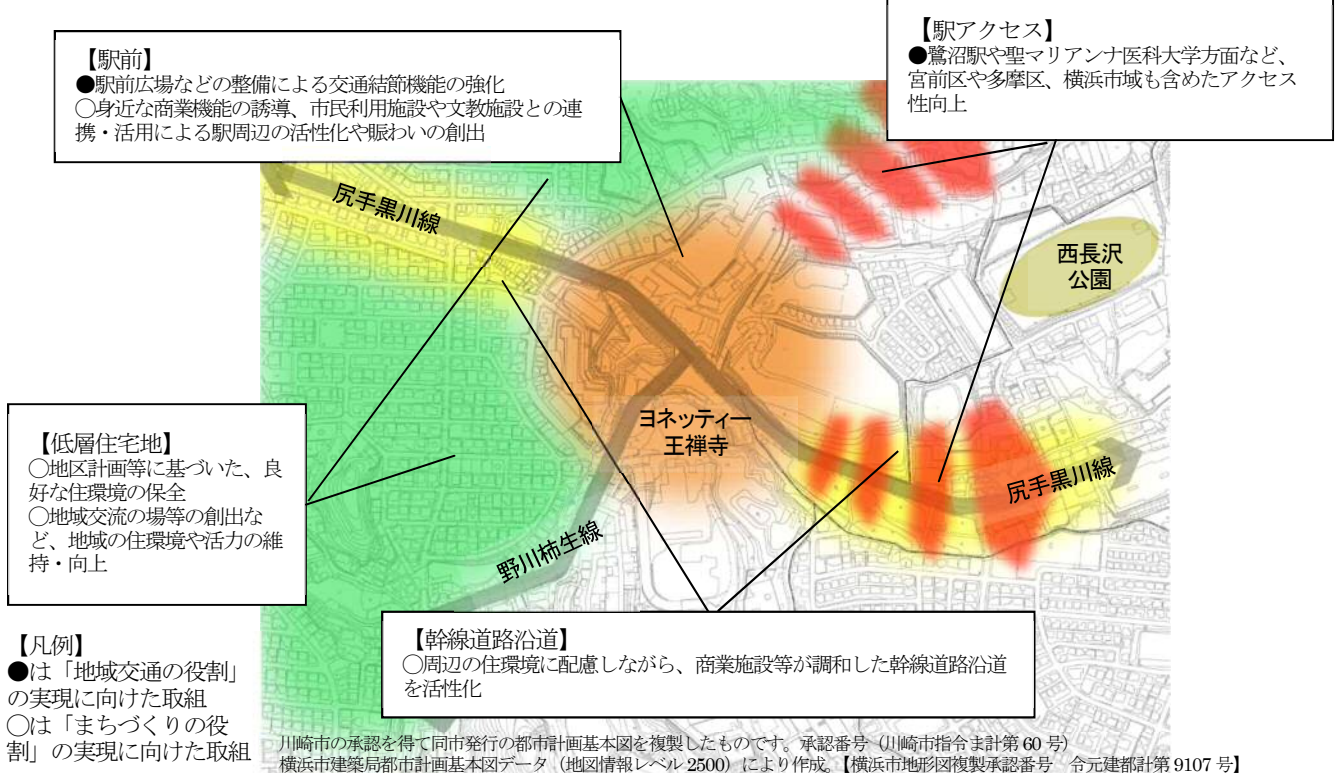 【駅前】
●駅前広場などの整備による交通結節機能の強化
○身近な商業機能の誘導、市民利用施設や文教施設との連
携・活用による駅周辺の活性化や賑わいの創出
【駅アクセス】
●鷺沼駅や聖マリアンナ医科大学方面など、
宮前区や多摩区、横浜市域も含めたアクセス
性向上
尻手黒川線
西長沢
公園
ヨネッティー
王禅寺
【低層住宅地】
○地区計画等に基づいた、良
好な住環境の保全
○地域交流の場等の創出な
ど、地域の住環境や活力の維
持・向上
尻手黒川線
野川柿生線
【幹線道路沿道】
○周辺の住環境に配慮しながら、商業施設等が調和した幹線道路沿道
を活性化
【凡例】
●は「地域交通の役割」
の実現に向けた取組
○は「まちづくりの役
割」の実現に向けた取組
川崎市の承認を得て同市発行の都市計画基本図を複製したものです。承認番号（川崎市指令ま計第 60 号）
横浜市建築局都市計画基本図データ（地図情報レベル 2500）により作成。【横浜市地形図複製承認番号　令元建都計第 9107 号】